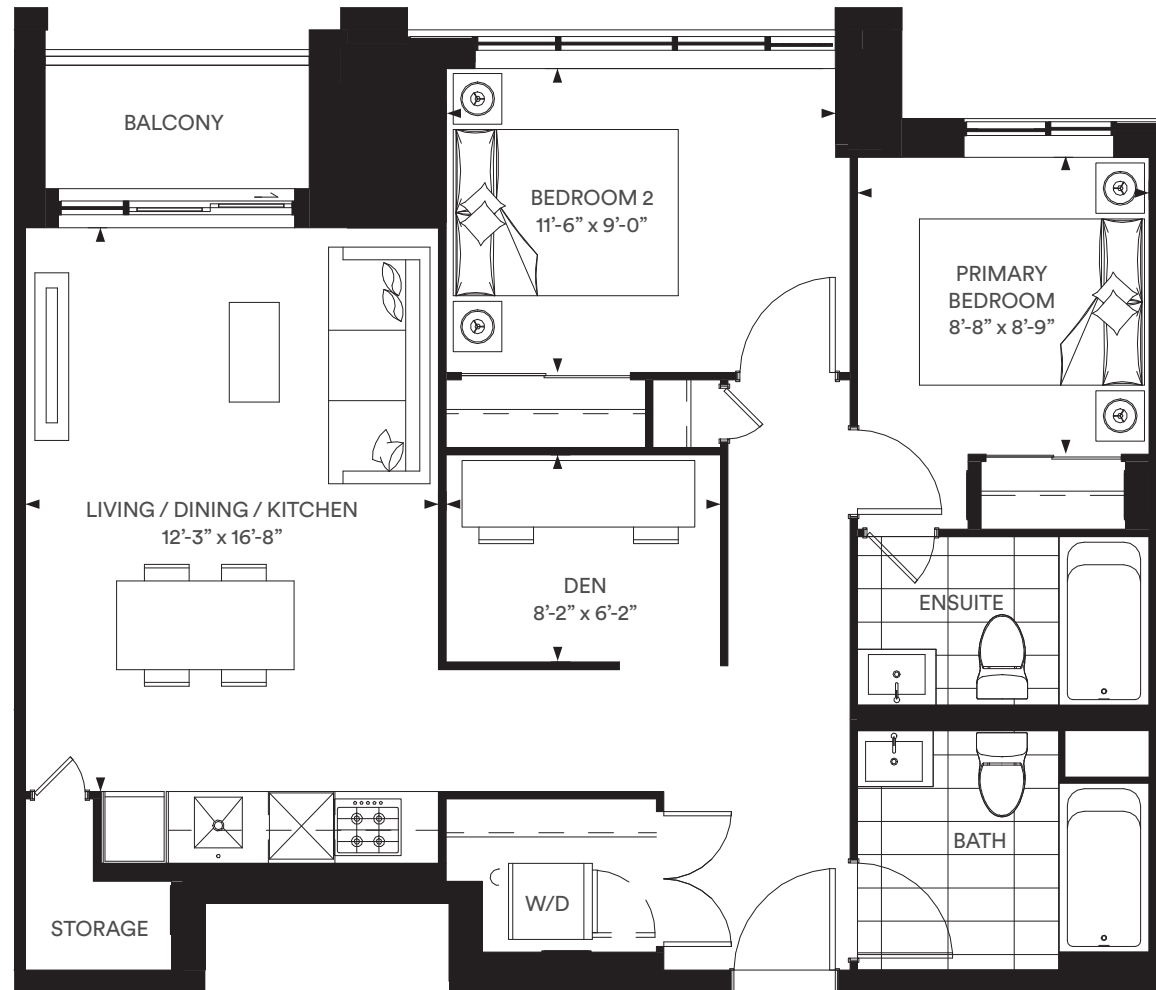 BALCONY
BEDROOM 2
11’-6” x 9’-0”
PRIMARY
BEDROOM
8’-8” x 8’-9”
LIVING / DINING / KITCHEN
12’-3” x 16’-8”
DEN
8’-2” x 6’-2”
ENSUITE
BATH
W/D
STORAGE